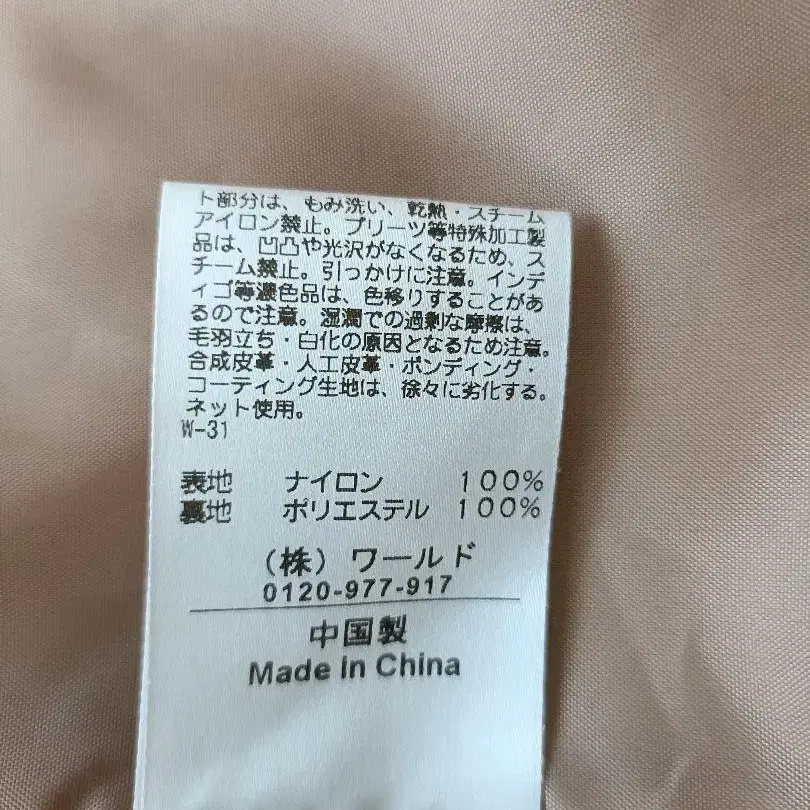 ト部分は、もみ洗い、乾熱・スチーム
アイロン禁止。プリーツ等特殊加工製
品は、凹凸や光沢がなくなるため、ス
チーム禁止。引っかけに注意。インデ
ィゴ等濃色品は、色移りすることがあ
るので注意。湿潤での過剰な摩擦は、
毛羽立ち・白化の原因となるため注意。
合成皮革・人工皮革・ボンディング・
コーティング生地は、徐々に劣化する。
ネット使用。
W-31
表地 ナイロン 100%
裏地 ポリエステル 100%
(株) ワールド
0120-977-917
中国製
Made in China